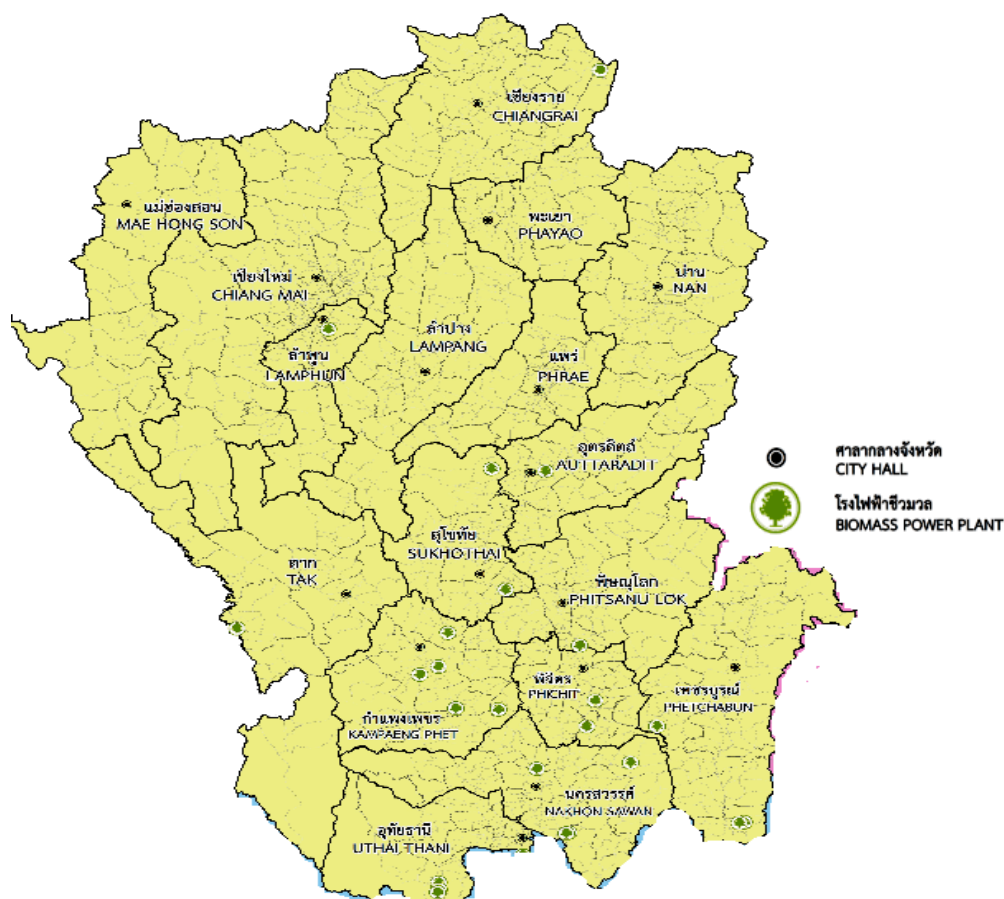 เชียงราย
CHIANGRAI
แม่ฮ่องสอน
MAE HONG SON
พะเยา
PHAYAO
น่าน
NAN
เชียงใหม่
CHIANG MAI
ลำปาง
LAMPANG
ลำพูน
LAMPHUN
แพร่
PHRAE
อุตรดิตถ์
AUTTARADIT
ศาลากลางจังหวัด
CITY HALL
โรงไฟฟ้าชีวมวล
BIOMASS POWER PLANT
สุโขทัย
SUKHOTHAI
ตาก
TAK
พิษณุโลก
PHITSANU LOK
พิจิตร
PHICHIT
เพชรบูรณ์
PHETCHABUN
กำแพงเพชร
KAMPAENG PHET
นครสวรรค์
NAKHON SAWAN
อุทัยธานี
UTHAI THANI